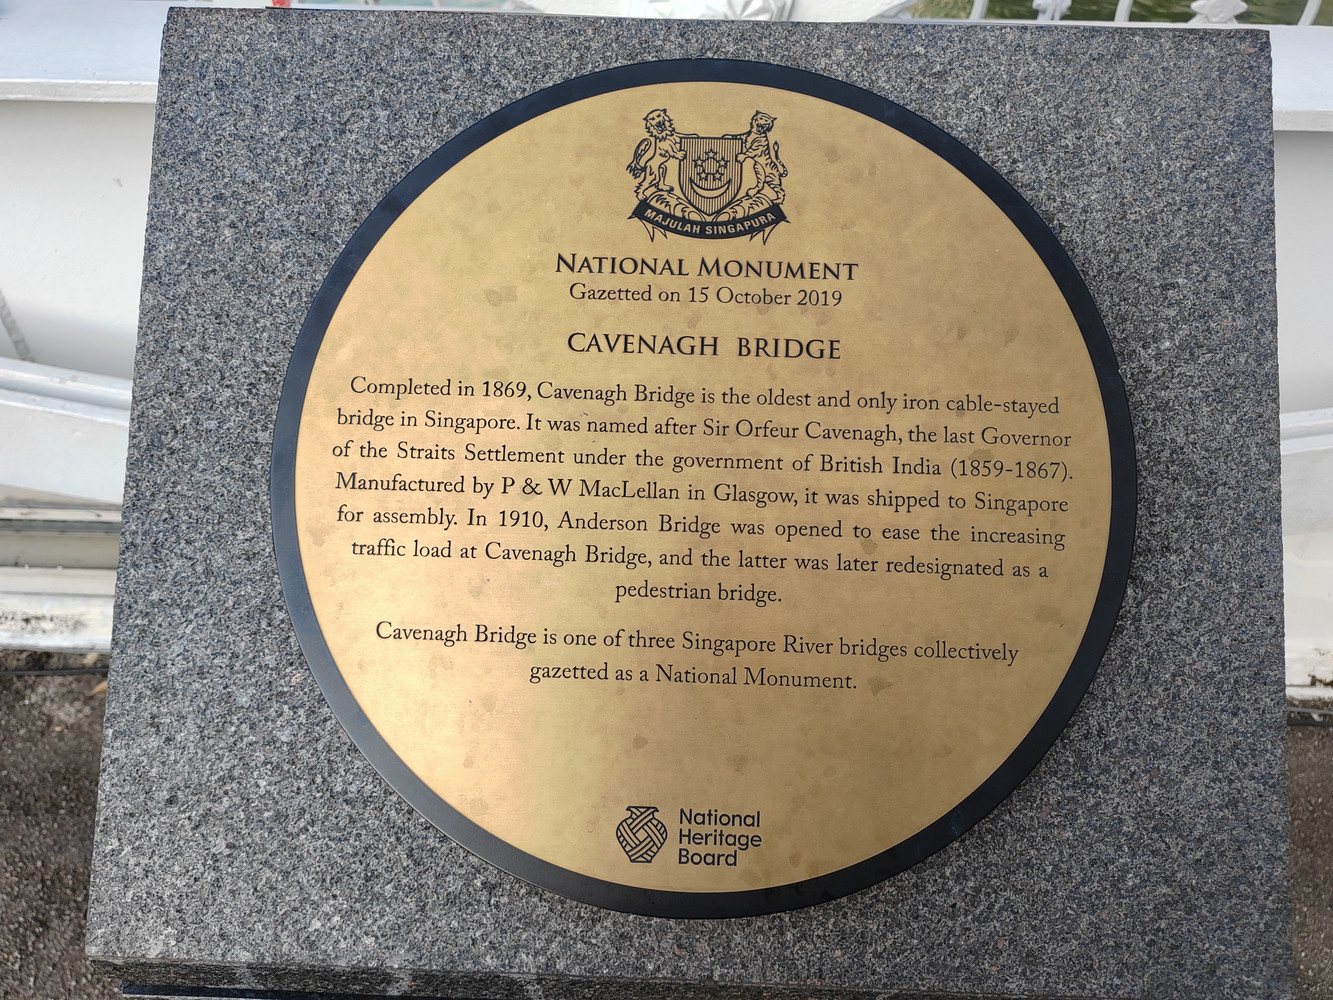 MAJULAH SINGAPURA
NATIONAL MONUMENT
Gazetted on 15 October 2019
CAVENAGH BRIDGE
Completed in 1869, Cavenagh Bridge is the oldest and only iron cable-stayed
bridge in Singapore. It was named after Sir Orfeur Cavenagh, the last Governor
of the Straits Settlement under the government of British India (1859-1867).
Manufactured by P & W MacLellan in Glasgow, it was shipped to Singapore
for assembly. In 1910, Anderson Bridge was opened to ease the increasing
traffic load at Cavenagh Bridge, and the latter was later redesignated as a
pedestrian bridge.
Cavenagh Bridge is one of three Singapore River bridges collectively
gazetted as a National Monument.
National
Heritage
Board